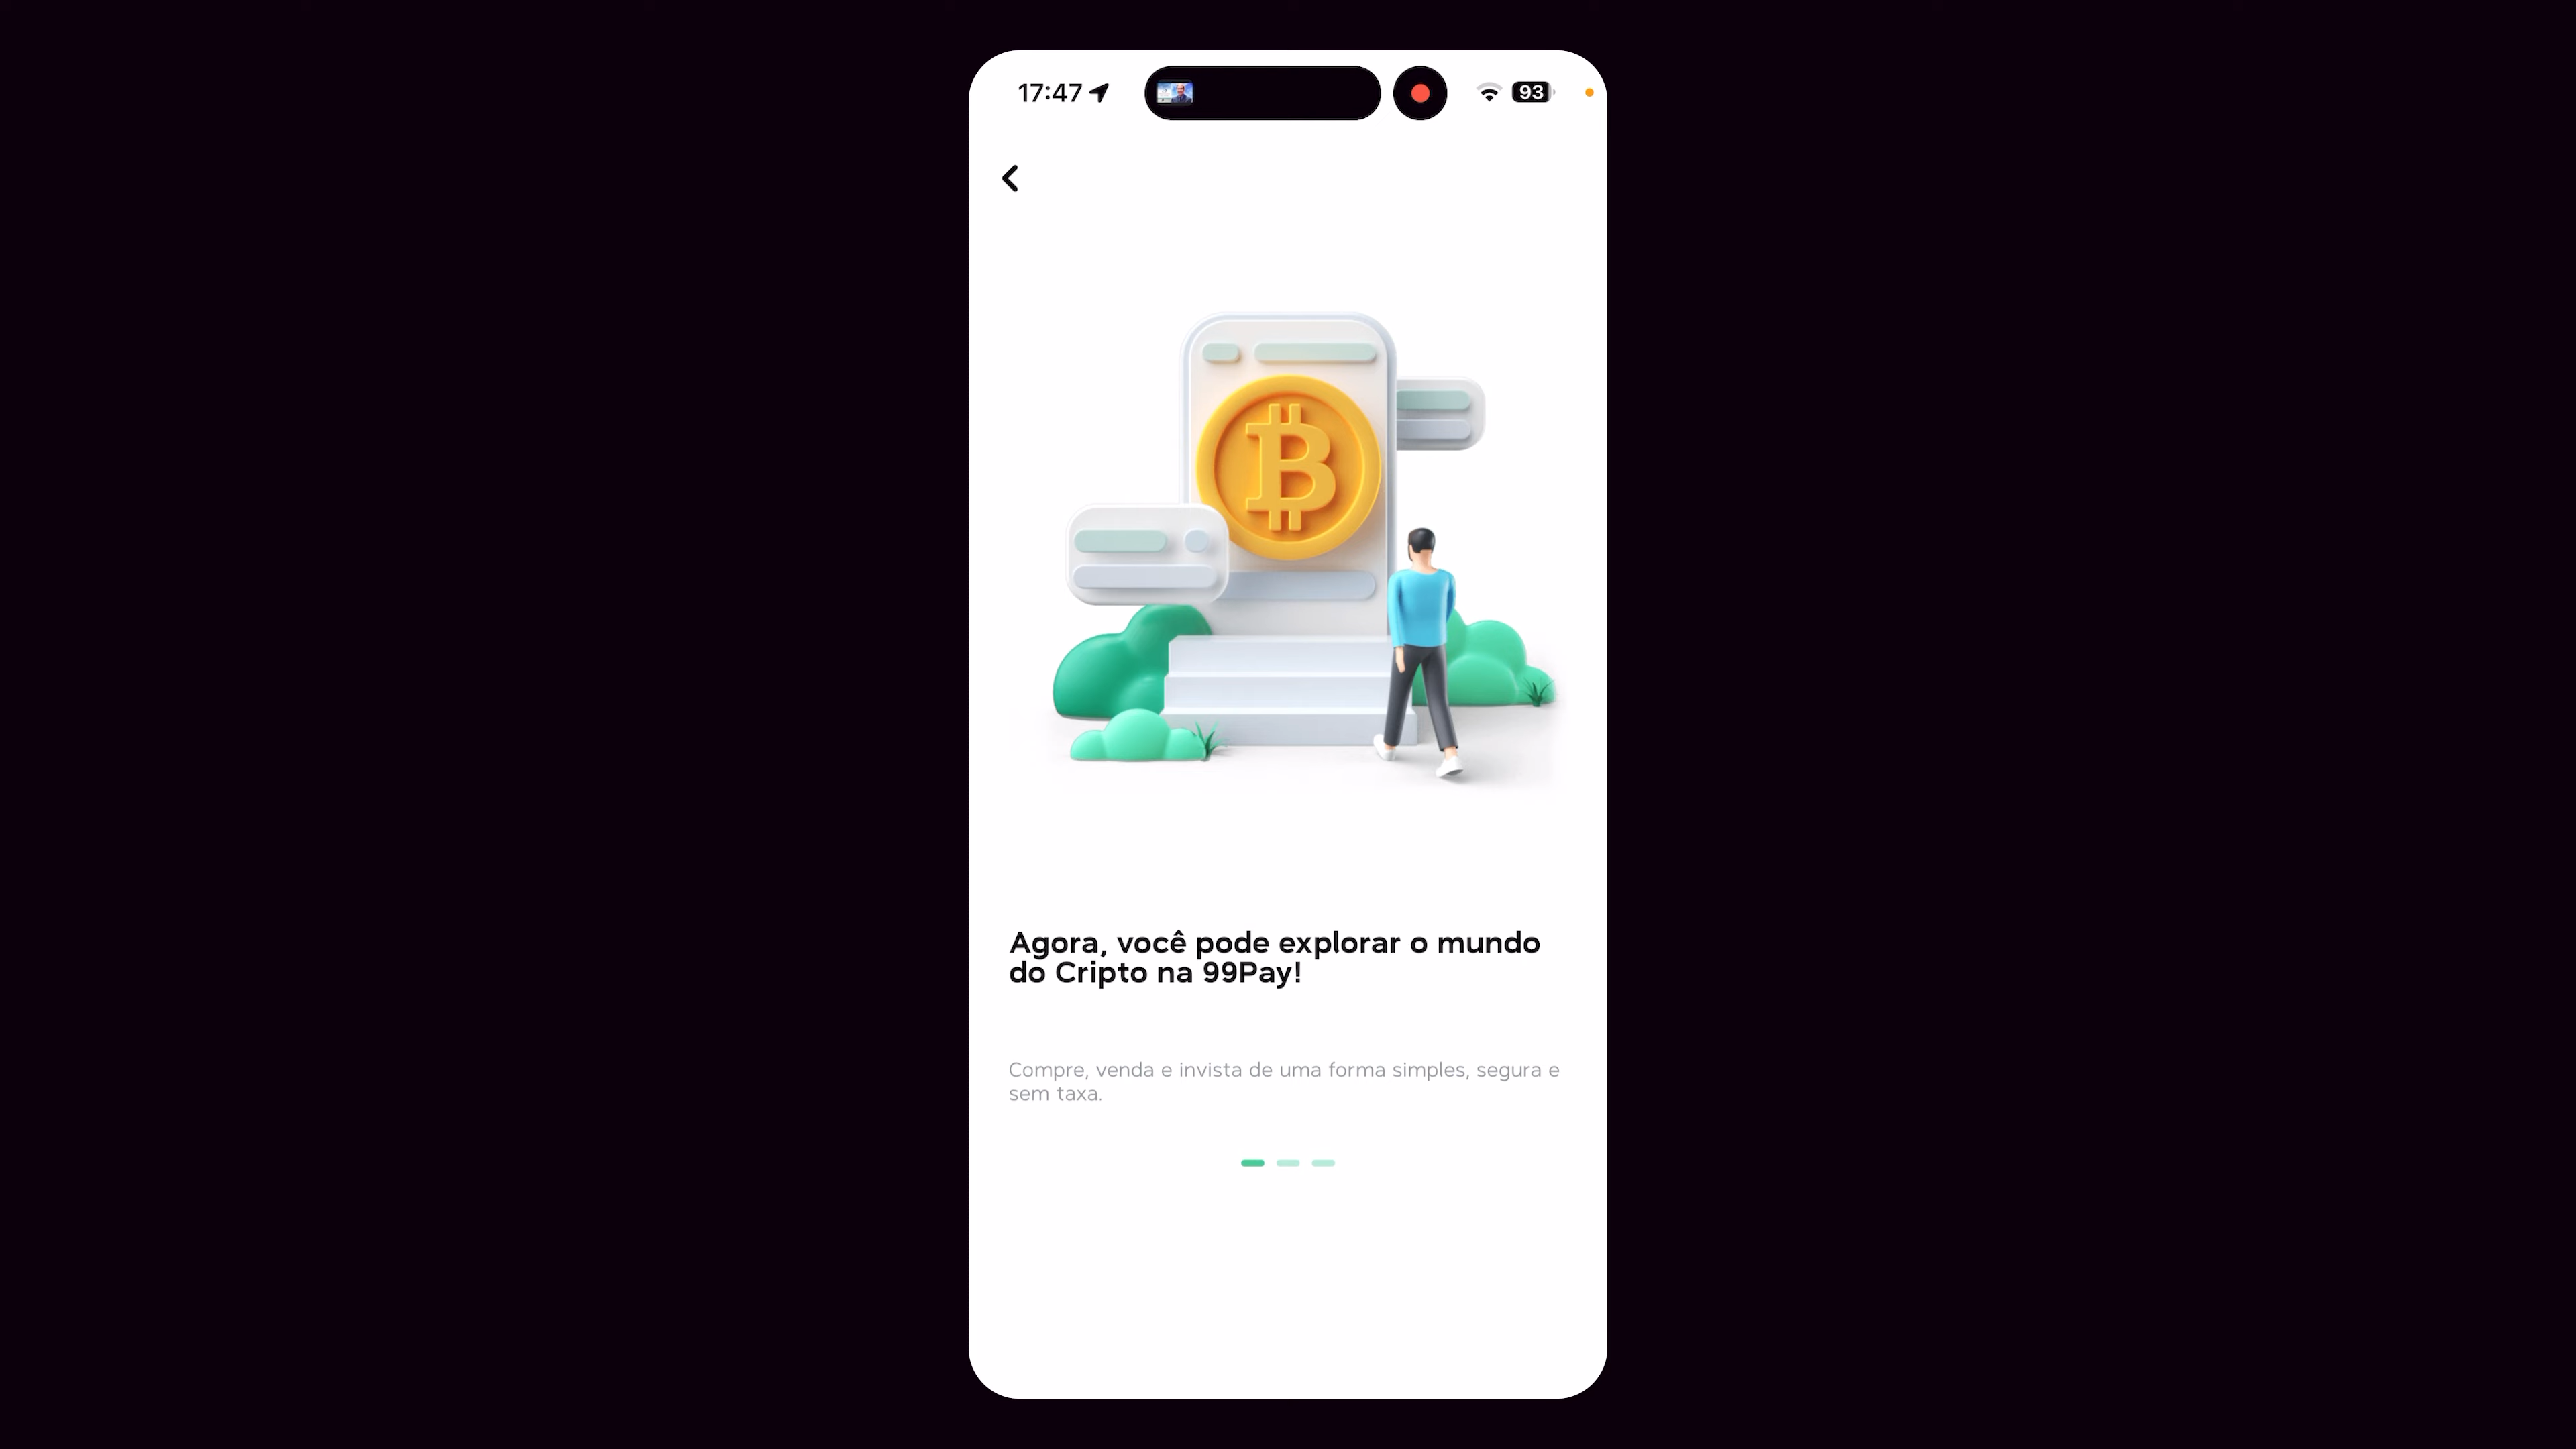 17:47
93
Agora, você pode explorar o mundo
do Cripto na 99Pay!
Compre, venda e invista de uma forma simples, segura e
sem taxa.